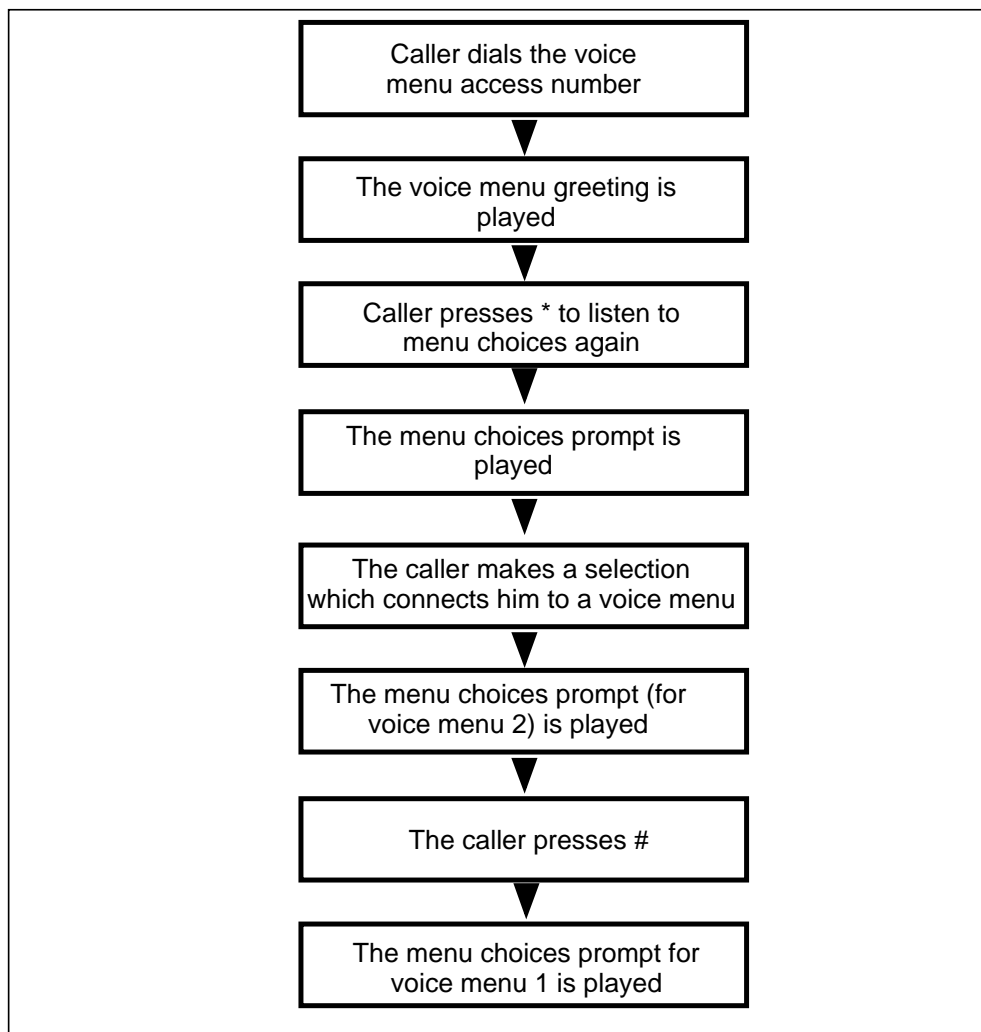 Caller dials the voice
menu access number
The voice menu greeting is
played
Caller presses * to listen to
menu choices again
The menu choices prompt is
played
The caller makes a selection
which connects him to a voice menu
The menu choices prompt (for
voice menu 2) is played
The caller presses #
The menu choices prompt for
voice menu 1 is played